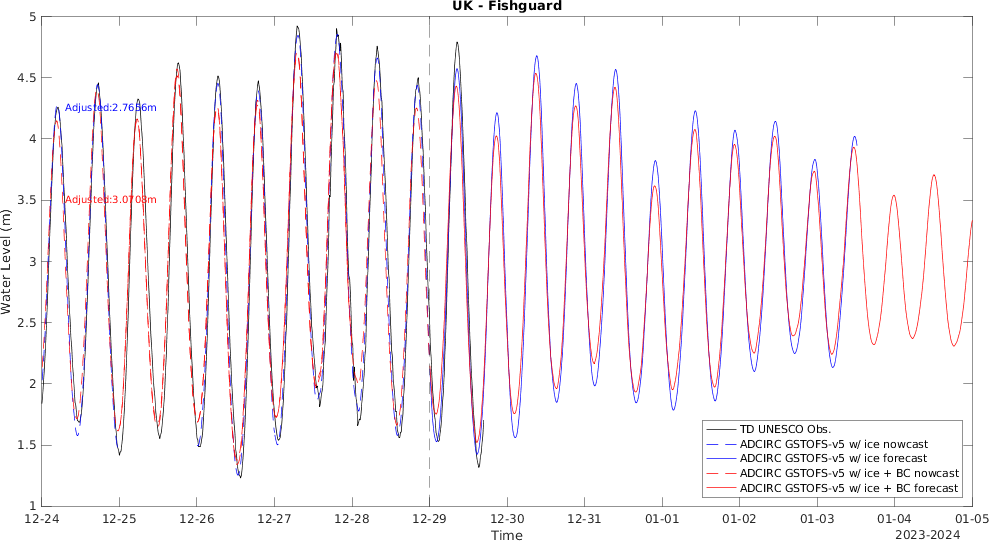 UK - Fishguard
5
4.5
4
3.5
3
2.5
2
1.5
1
Water Level (m)
Adjusted:2.7656m
Adjusted:3.0703m
TD UNESCO Obs.
ADCIRC GSTOFS-v5 w/ ice nowcast
ADCIRC GSTOFS-v5 w/ ice forecast
ADCIRC GSTOFS-v5 w/ ice + BC nowcast
ADCIRC GSTOFS-v5 w/ ice + BC forecast
12-24 12-25 12-26 12-27 12-28 12-29 12-30 12-31 01-01 01-02 01-03 01-04 01-05
Time
2023-2024